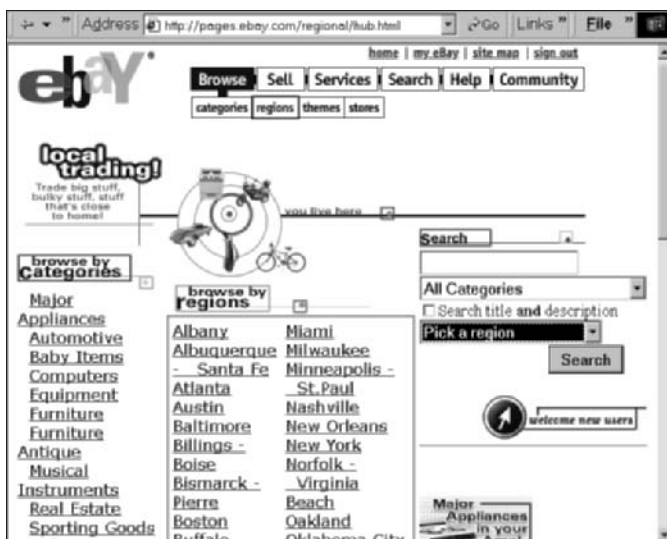 Address http://pages.ebay.com/regional/hub.html Go Links " File "
home | my eBay | site map | sign out
ebaY
Browse Sell Services Search Help Community
categories regions themes stores
local
trading!
Trade big stuff,
bulky stuff, stuff
that's close
to home!
you live here
browse by
categories
Major
Appliances
Automotive
Baby Items
Computers
Equipment
Furniture
Furniture
Antique
Musical
Instruments
Real Estate
Sporting Goods
browse by
regions
Albany
Albuquerque
- Santa Fe
Atlanta
Austin
Baltimore
Billings -
Boise
Bismarck -
Pierre
Boston
Buffalo
Miami
Milwaukee
Minneapolis -
St.Paul
Nashville
New Orleans
New York
Norfolk -
Virginia
Beach
Oakland
Oklahoma City
Search
All Categories
Search title and description
Pick a region
Search
welcome new users
Major
Appliances
in your